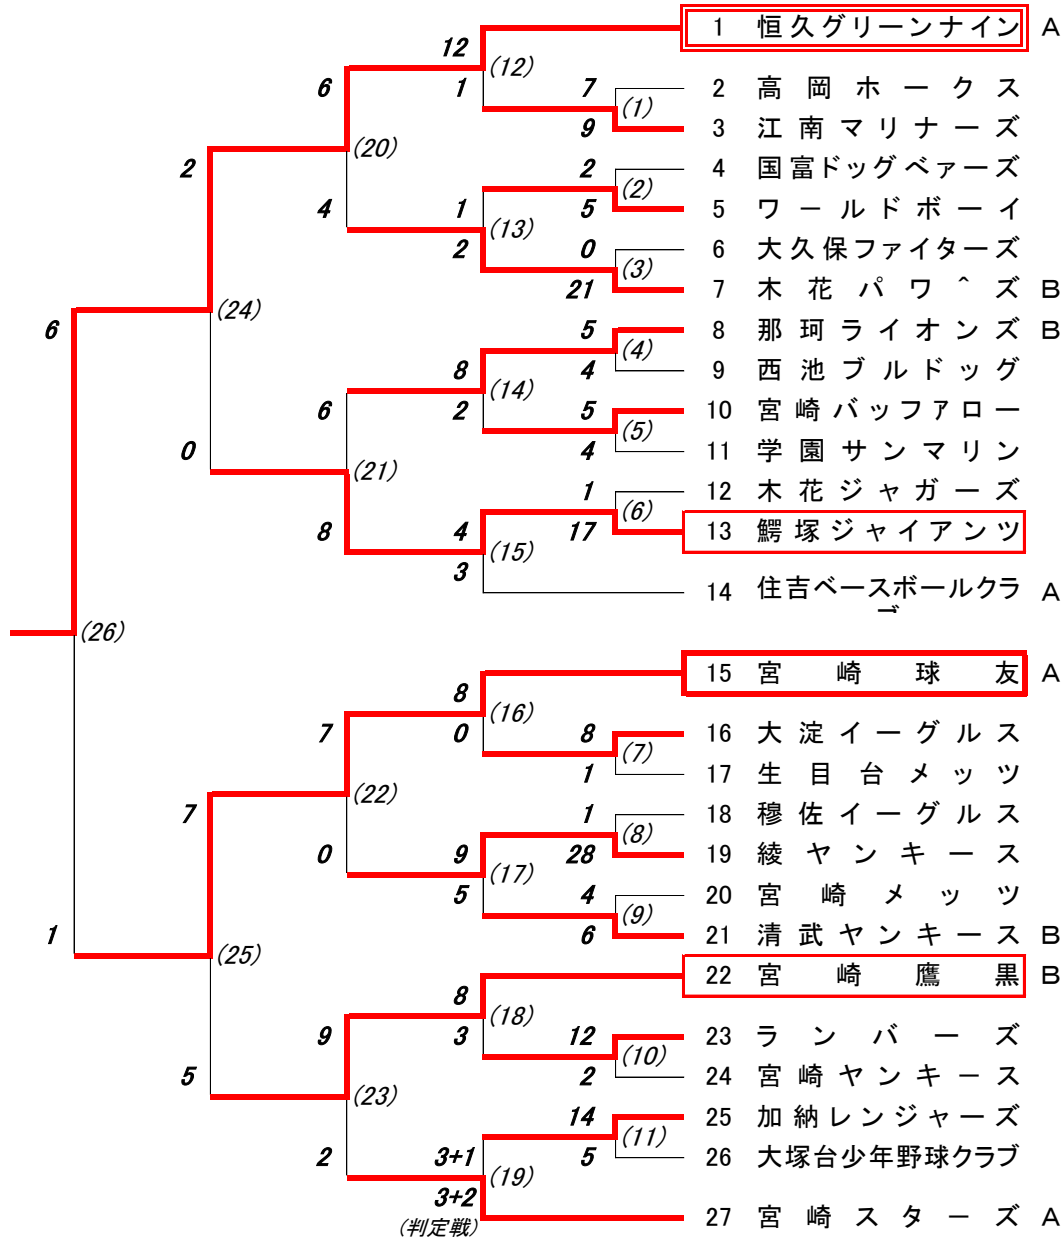 12 (12) 1 恒久グリーンナイン A
6 1 7 (1) 2 高岡ホークス
9 3 江南マリナーズ
2 (20) 2 (2) 4 国富ドッグベァーズ
4 1 (13) 5 5 ワールドボーイ
2 0 (3) 6 大久保ファイターズ
21 7 木花パワ＾ズ B
6 (24) 5 (4) 8 那珂ライオンズ B
8 (14) 4 9 西池ブルドッグ
6 2 5 (5) 10 宮崎バッファロー
0 (21) 4 11 学園サンマリン
1 (6) 12 木花ジャガーズ
8 4 (15) 17 13 鰐塚ジャイアンツ
3 14 住吉ベースボールクラブ A
(26)
8 (16) 15 宮崎球友 A
7 0 8 (7) 16 大淀イーグルス
1 17 生目台メッツ
7 (22) 1 (8) 18 穆佐イーグルス
0 9 (17) 28 19 綾ヤンキース
5 4 (9) 20 宮崎メッツ
1 (25) 6 21 清武ヤンキース B
8 (18) 22 宮崎鷹黒 B
9 3 12 (10) 23 ランバーズ
5 (23) 2 24 宮崎ヤンキース
14 (11) 25 加納レンジャーズ
2 3+1 (19) 5 26 大塚台少年野球クラブ
3+2
(判定戦) 27 宮崎スターズ A